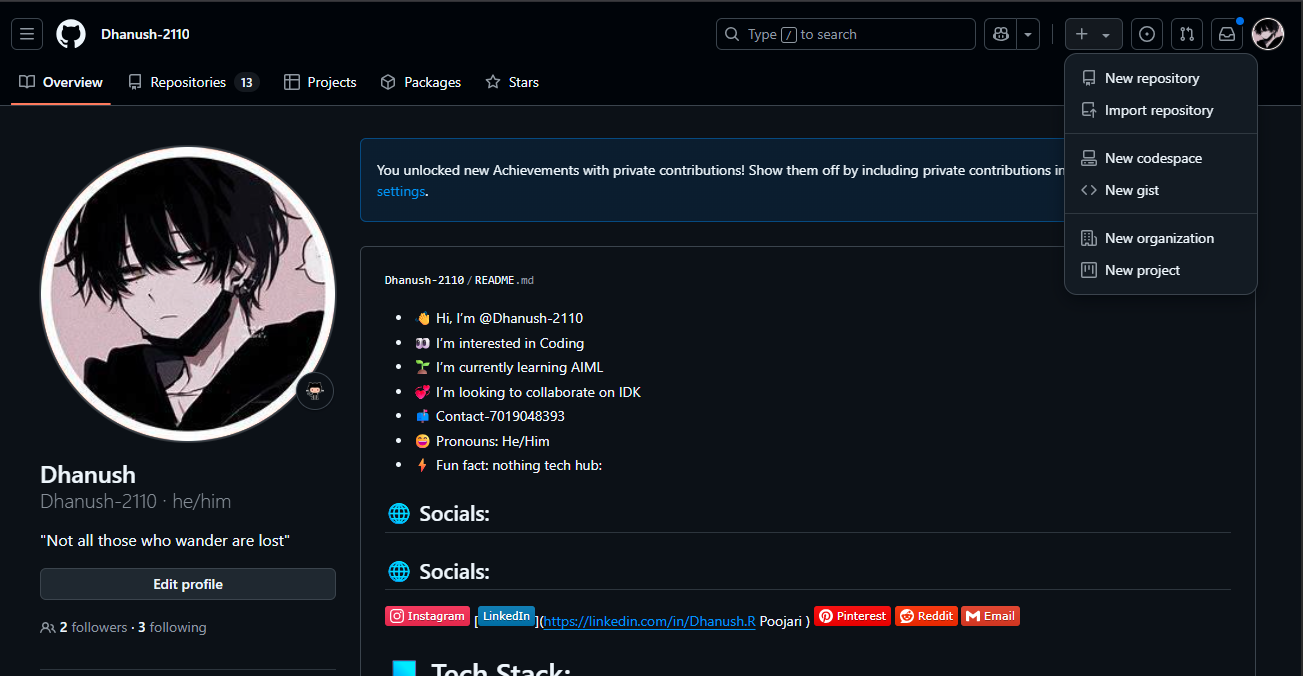 Dhanush-2110
Type / to search
Overview Repositories 13 Projects Packages Stars
New repository
Import repository
New codespace
New gist
New organization
New project
You unlocked new Achievements with private contributions! Show them off by including private contributions in
settings.
Dhanush-2110 / README.md
Hi, I'm @Dhanush-2110
I'm interested in Coding
I'm currently learning AIML
I'm looking to collaborate on IDK
Contact-7019048393
Pronouns: He/Him
Fun fact: nothing tech hub:
Socials:
Socials:
Instagram [LinkedIn](https://linkedin.com/in/Dhanush.R Poojari ) Pinterest Reddit Email
Tech Stack:
Dhanush
Dhanush-2110 · he/him
"Not all those who wander are lost"
Edit profile
2 followers · 3 following